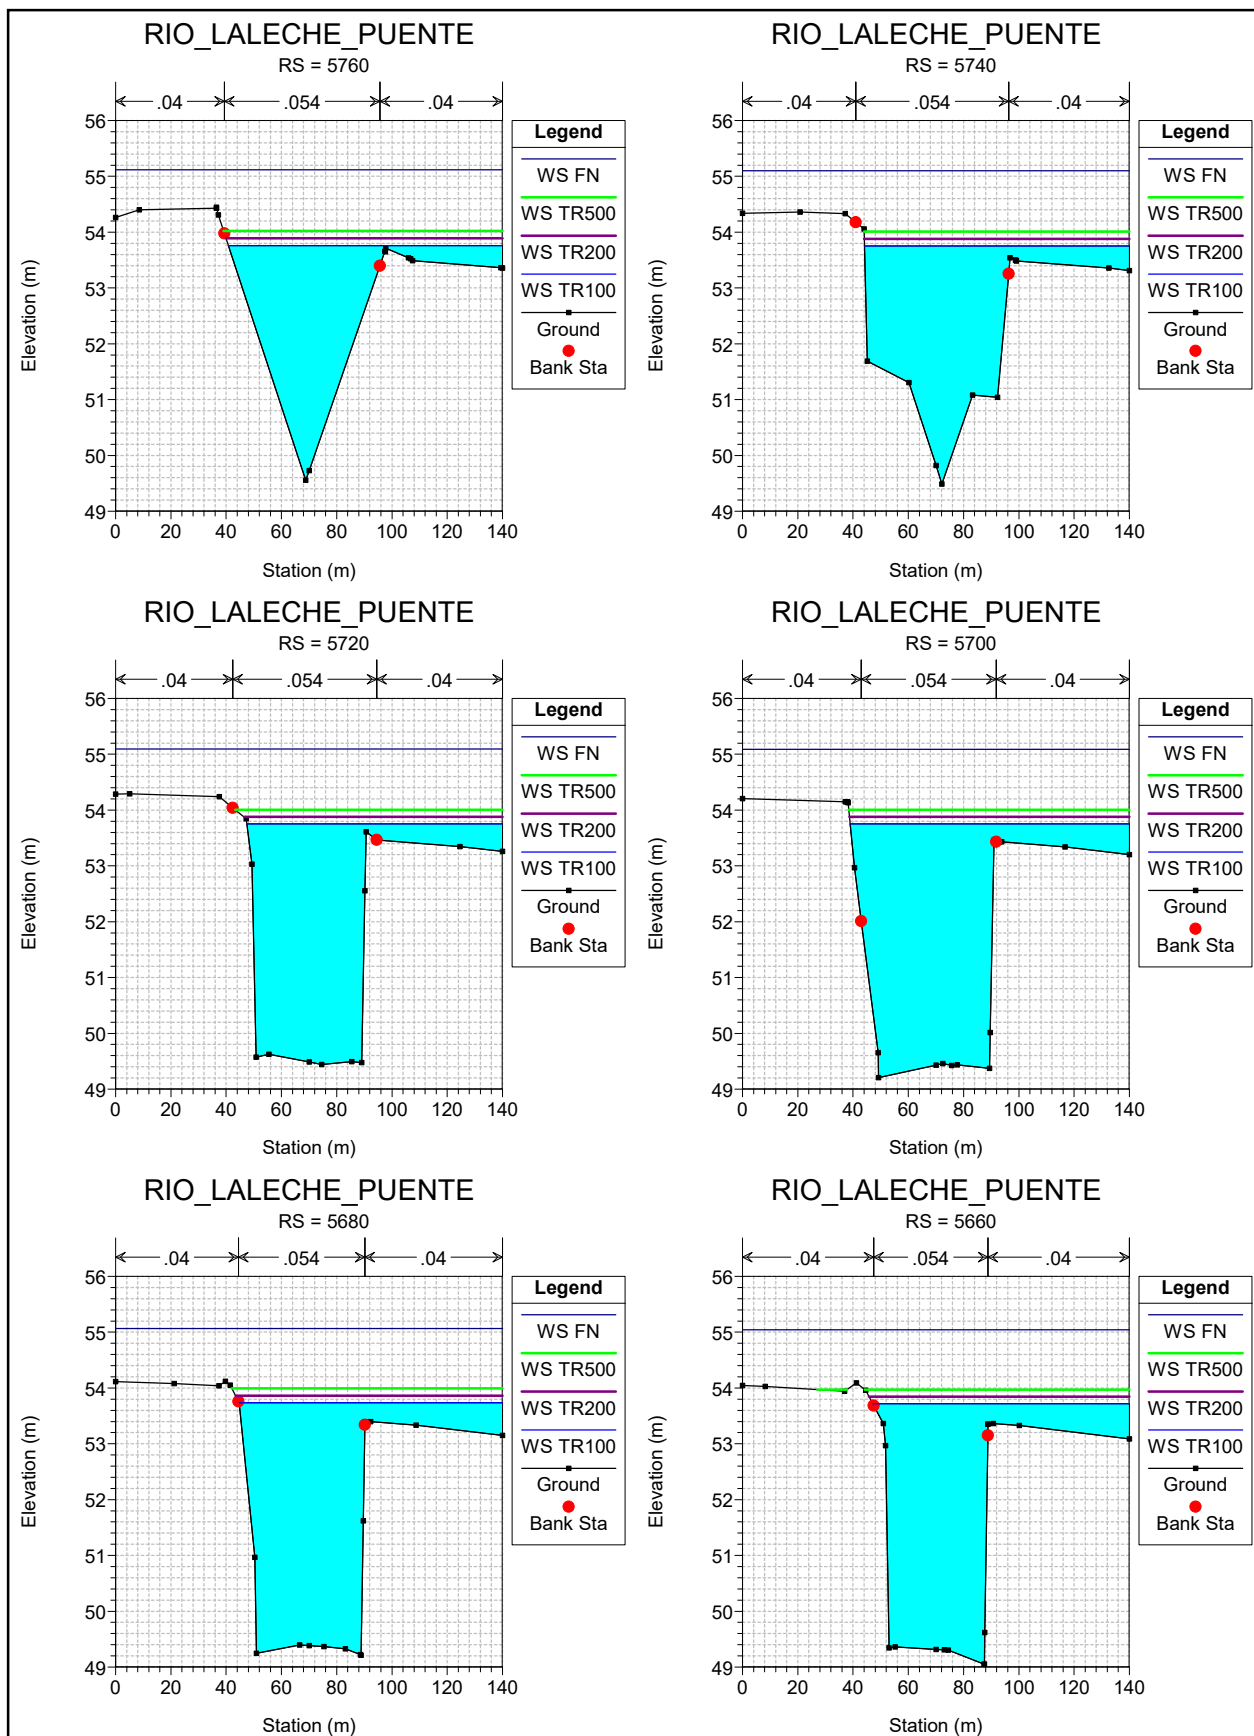 RIO_LALECHE_PUENTE
RS = 5760
.04 .054 .04
56
55
54
53
52
51
50
49
0 20 40 60 80 100 120 140
Elevation (m)
Station (m)
Legend
WS FN
WS TR500
WS TR200
WS TR100
Ground
Bank Sta
RIO_LALECHE_PUENTE
RS = 5740
.04 .054 .04
56
55
54
53
52
51
50
49
0 20 40 60 80 100 120 140
Elevation (m)
Station (m)
Legend
WS FN
WS TR500
WS TR200
WS TR100
Ground
Bank Sta
RIO_LALECHE_PUENTE
RS = 5720
.04 .054 .04
56
55
54
53
52
51
50
49
0 20 40 60 80 100 120 140
Elevation (m)
Station (m)
Legend
WS FN
WS TR500
WS TR200
WS TR100
Ground
Bank Sta
RIO_LALECHE_PUENTE
RS = 5700
.04 .054 .04
56
55
54
53
52
51
50
49
0 20 40 60 80 100 120 140
Elevation (m)
Station (m)
Legend
WS FN
WS TR500
WS TR200
WS TR100
Ground
Bank Sta
RIO_LALECHE_PUENTE
RS = 5680
.04 .054 .04
56
55
54
53
52
51
50
49
0 20 40 60 80 100 120 140
Elevation (m)
Station (m)
Legend
WS FN
WS TR500
WS TR200
WS TR100
Ground
Bank Sta
RIO_LALECHE_PUENTE
RS = 5660
.04 .054 .04
56
55
54
53
52
51
50
49
0 20 40 60 80 100 120 140
Elevation (m)
Station (m)
Legend
WS FN
WS TR500
WS TR200
WS TR100
Ground
Bank Sta